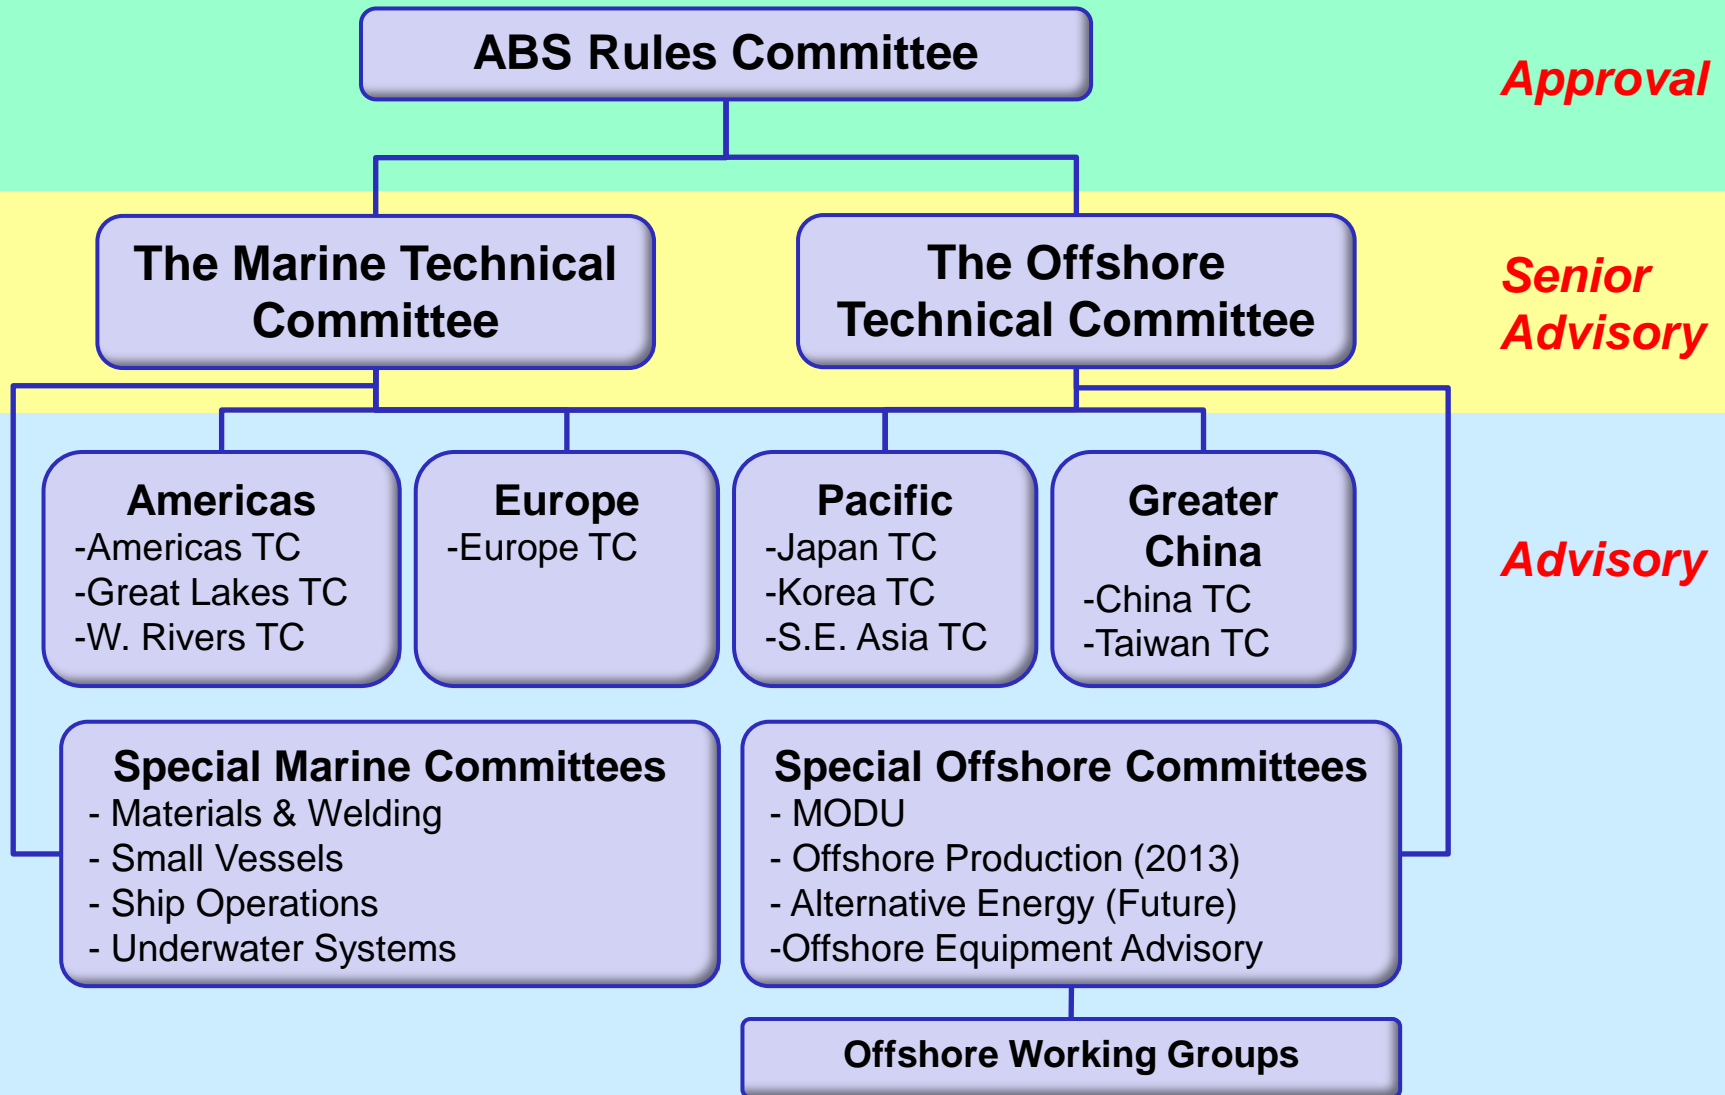 ABS Rules Committee
Approval
The Marine Technical
Committee
The Offshore
Technical Committee
Senior
Advisory
Americas
-Americas TC
-Great Lakes TC
-W. Rivers TC
Europe
-Europe TC
Pacific
-Japan TC
-Korea TC
-S.E. Asia TC
Greater
China
-China TC
-Taiwan TC
Advisory
Special Marine Committees
- Materials & Welding
- Small Vessels
- Ship Operations
- Underwater Systems
Special Offshore Committees
- MODU
- Offshore Production (2013)
- Alternative Energy (Future)
-Offshore Equipment Advisory
Offshore Working Groups